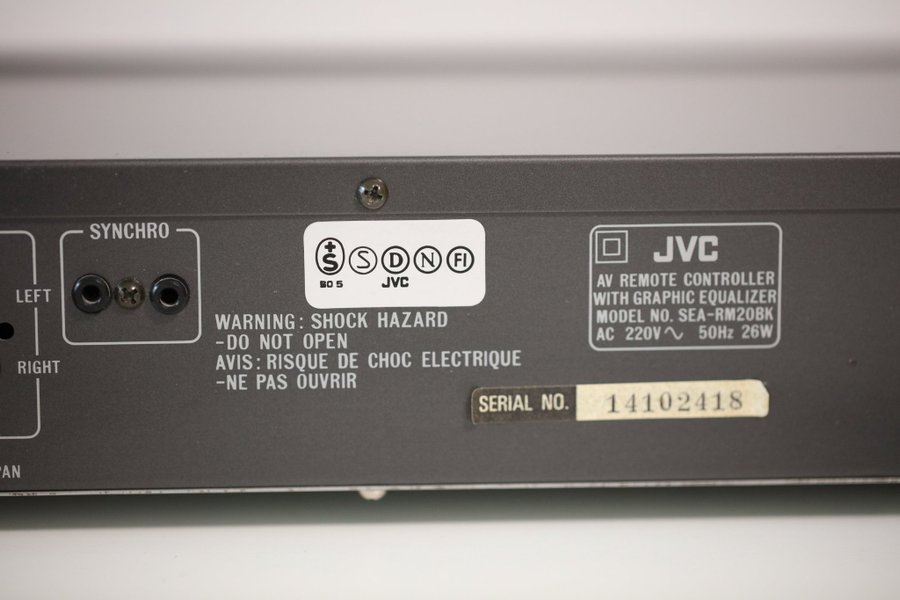 SYNCHRO
LEFT
RIGHT
PAN
+S S D N FI
BO 5 JVC
WARNING: SHOCK HAZARD
-DO NOT OPEN
AVIS: RISQUE DE CHOC ELECTRIQUE
-NE PAS OUVRIR
JVC
AV REMOTE CONTROLLER
WITH GRAPHIC EQUALIZER
MODEL NO. SEA-RM20BK
AC 220V∿ 50Hz 26W
SERIAL NO. 14102418